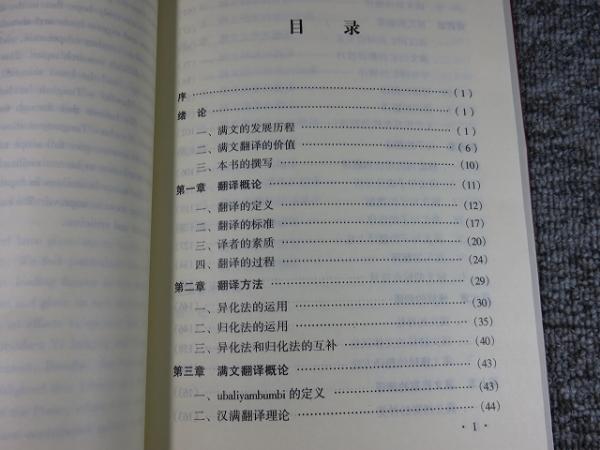 目 录
序 …………………………………… (1)
绪 论 …………………………………… (1)
一、满文的发展历程 …………………………………… (1)
二、满文翻译的价值 …………………………………… (6)
三、本书的撰写 …………………………………… (10)
第一章 翻译概论 …………………………………… (11)
一、翻译的定义 …………………………………… (12)
二、翻译的标准 …………………………………… (17)
三、译者的素质 …………………………………… (20)
四、翻译的过程 …………………………………… (24)
第二章 翻译方法 …………………………………… (29)
一、异化法的运用 …………………………………… (30)
二、归化法的运用 …………………………………… (35)
三、异化法和归化法的互补 …………………………………… (40)
第三章 满文翻译概论 …………………………………… (43)
一、ubaliyambumbi 的定义 …………………………………… (43)
二、汉满翻译理论 …………………………………… (44)
· 1 ·